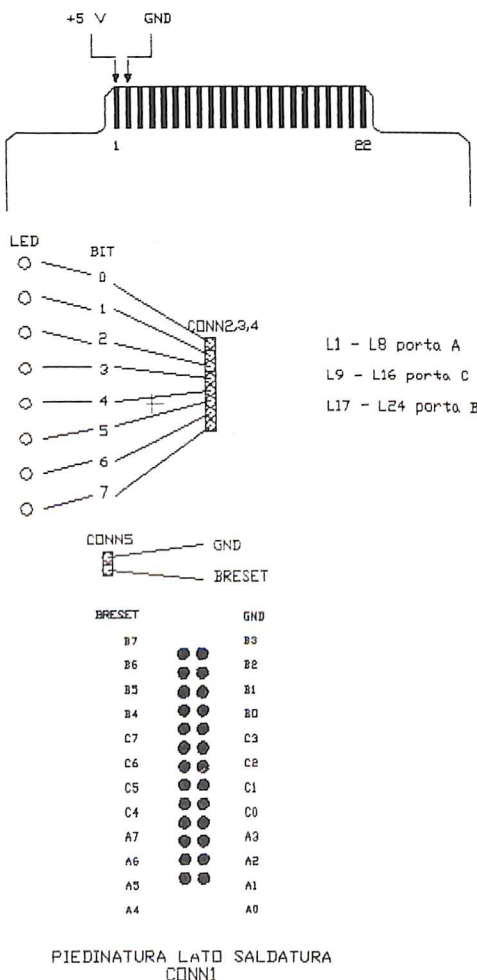 +5 V GND
1 22
LED
BIT
0
1
2
3
4
5
6
7
CONN2,3,4
L1 - L8 porta A
L9 - L16 porta C
L17 - L24 porta B
CONN5
GND
BRESET
BRESET GND
B7 B3
B6 B2
B5 B1
B4 B0
C7 C3
C6 C2
C5 C1
C4 C0
A7 A3
A6 A2
A5 A1
A4 A0
PIEDINATURA LATO SALDATURA
CONN1